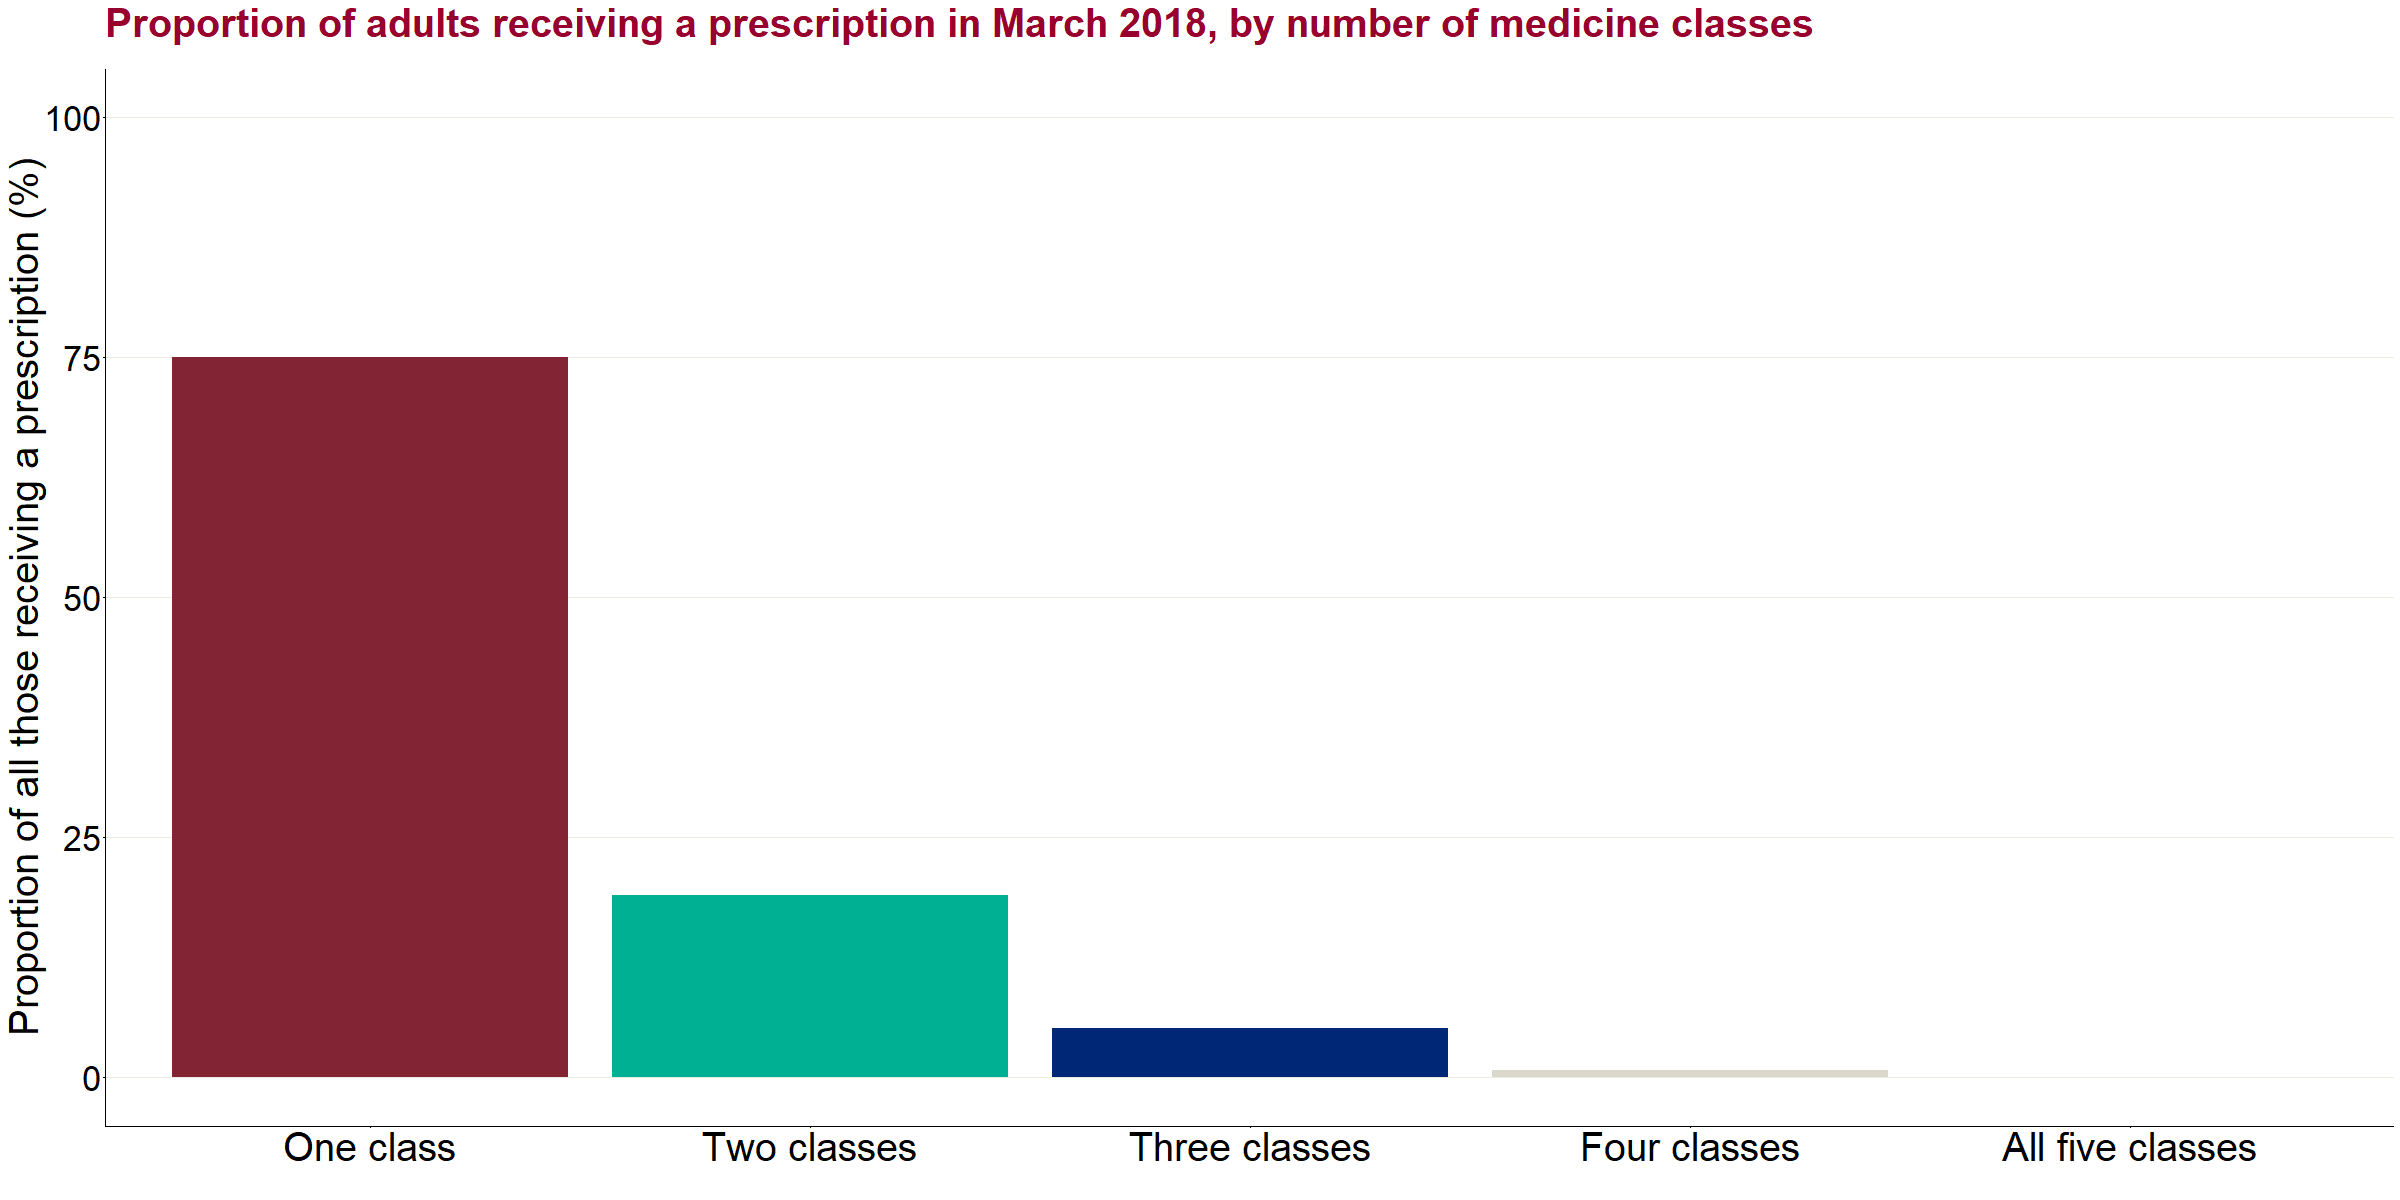 Proportion of adults receiving a prescription in March 2018, by number of medicine classes
Proportion of all those receiving a prescription (%)
100
75
50
25
0
One class
Two classes
Three classes
Four classes
All five classes